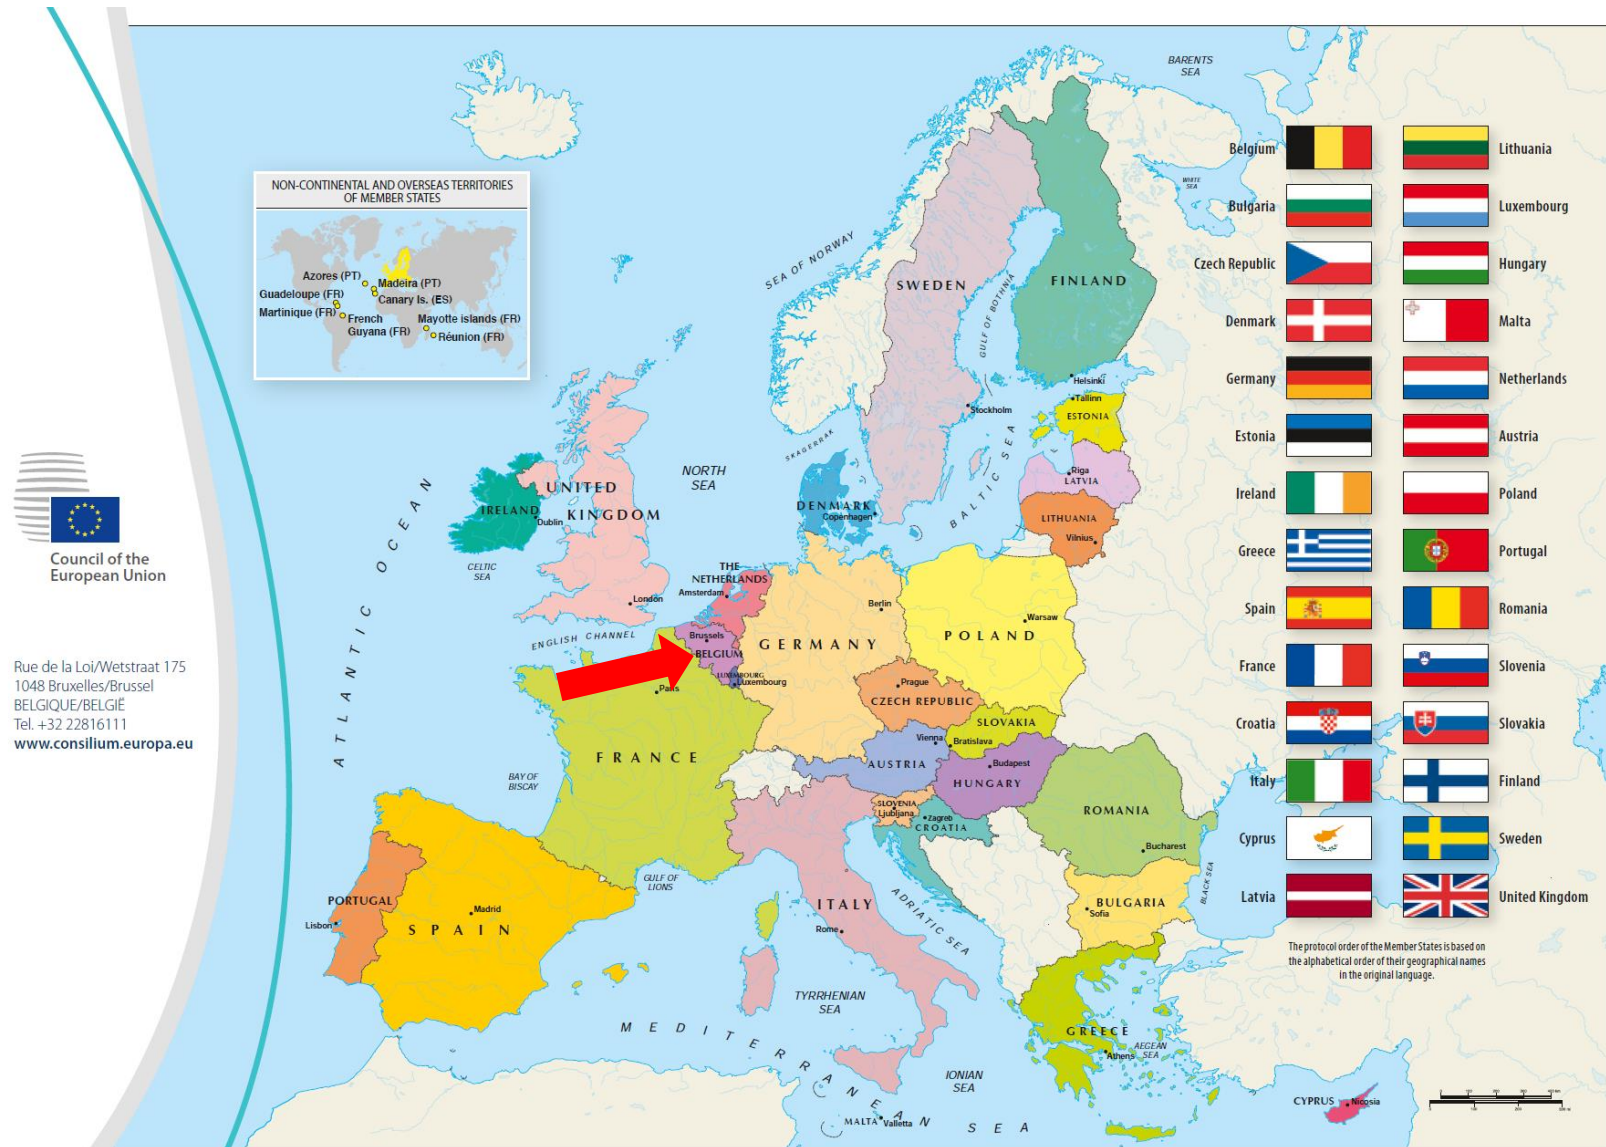 BARENTS
SEA
WHITE
SEA
NON-CONTINENTAL AND OVERSEAS TERRITORIES
OF MEMBER STATES
Azores (PT)
Madeira (PT)
Canary Is. (ES)
Guadeloupe (FR)
Martinique (FR)
French
Guyana (FR)
Mayotte islands (FR)
Réunion (FR)
SEA OF NORWAY
SWEDEN
FINLAND
GULF OF BOTHNIA
Helsinki
Tallinn
Stockholm
ESTONIA
SKAGERRAK
BALTIC SEA
Riga
LATVIA
NORTH
SEA
DENMARK
Copenhagen
LITHUANIA
Vilnius
ATLANTIC OCEAN
UNITED
KINGDOM
IRELAND
Dublin
CELTIC
SEA
London
THE
NETHERLANDS
Amsterdam
ENGLISH CHANNEL
Brussels
BELGIUM
LUXEMBOURG
Luxembourg
Berlin
GERMANY
Warsaw
POLAND
Paris
FRANCE
Prague
CZECH REPUBLIC
SLOVAKIA
Vienna
Bratislava
AUSTRIA
Budapest
HUNGARY
BAY OF
BISCAY
SLOVENIA
Ljubljana
Zagreb
CROATIA
ROMANIA
Bucharest
BLACK SEA
GULF OF
LIONS
PORTUGAL
Lisbon
Madrid
SPAIN
ITALY
Rome
ADRIATIC SEA
BULGARIA
Sofia
TYRRHENIAN
SEA
MEDITERRANEAN SEA
IONIAN
SEA
GREECE
Athens
AEGEAN
SEA
MALTA
Valletta
CYPRUS
Nicosia
Council of the
European Union
Rue de la Loi/Wetstraat 175
1048 Bruxelles/Brussel
BELGIQUE/BELGIË
Tel. +32 22816111
www.consilium.europa.eu
Belgium
Lithuania
Bulgaria
Luxembourg
Czech Republic
Hungary
Denmark
Malta
Germany
Netherlands
Estonia
Austria
Ireland
Poland
Greece
Portugal
Spain
Romania
France
Slovenia
Croatia
Slovakia
Italy
Finland
Cyprus
Sweden
Latvia
United Kingdom
The protocol order of the Member States is based on
the alphabetical order of their geographical names
in the original language.